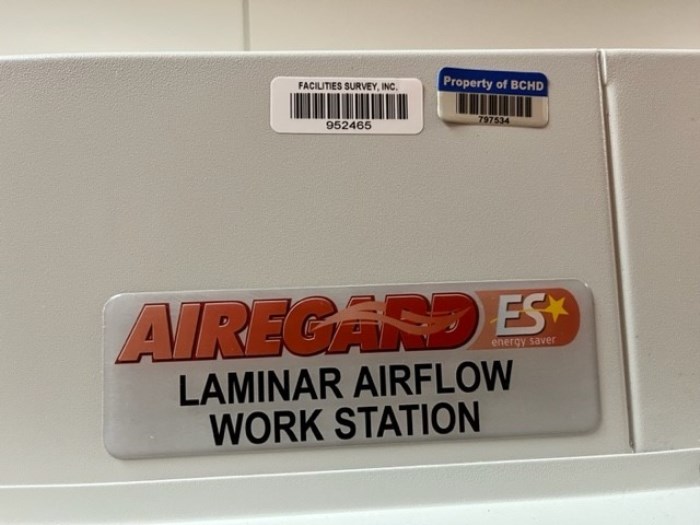 FACILITIES SURVEY, INC.
952465
Property of BCHD
797534
AIREGARD ES
energy saver
LAMINAR AIRFLOW
WORK STATION